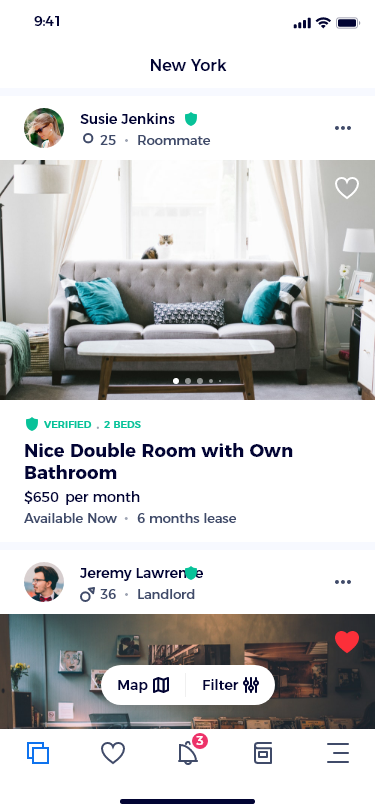 9:41
New York
Susie Jenkins
25 • Roommate
VERIFIED . 2 BEDS
Nice Double Room with Own
Bathroom
$650 per month
Available Now • 6 months lease
Jeremy Lawrence
36 • Landlord
Map Filter
3